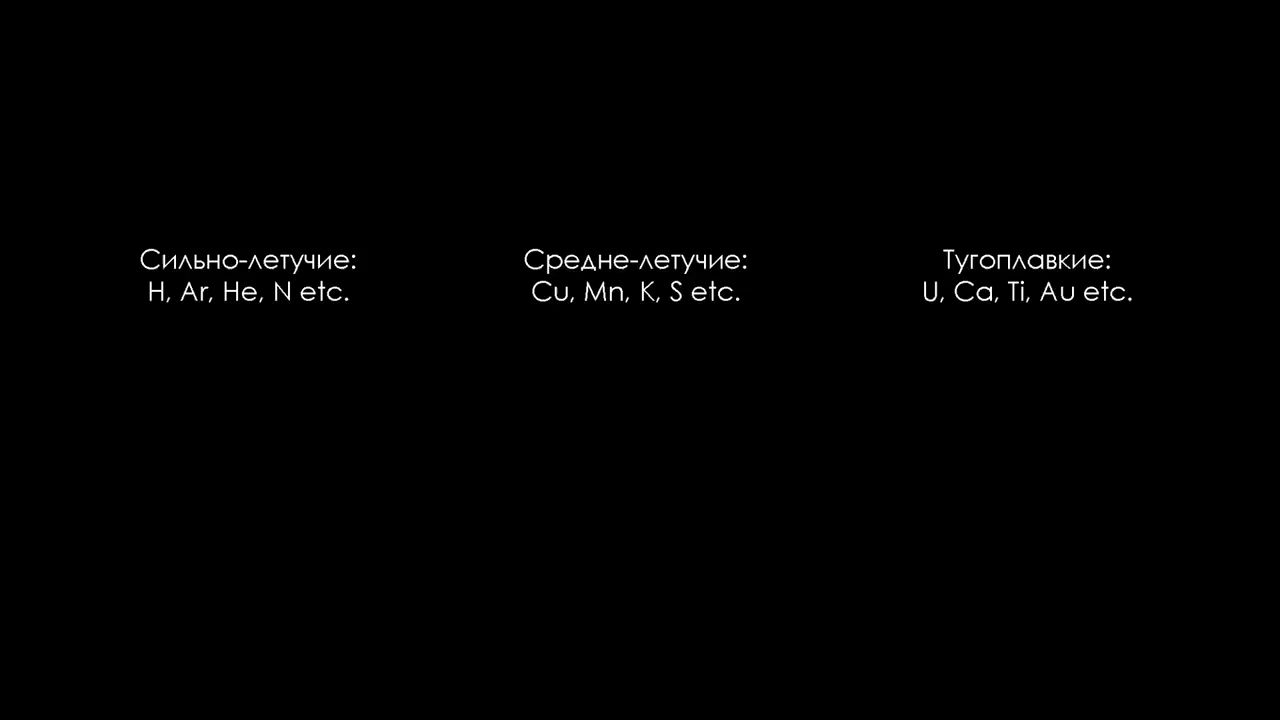 Сильно-летучие:
H, Ar, He, N etc.
Средне-летучие:
Cu, Mn, K, S etc.
Тугоплавкие:
U, Ca, Ti, Au etc.